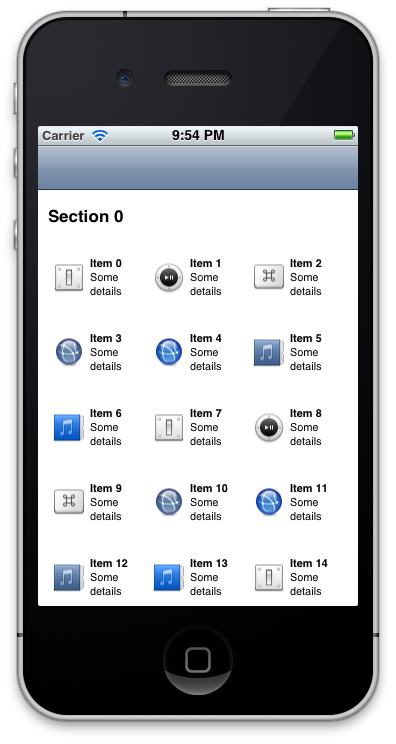 Carrier 9:54 PM
Section 0
Item 0 Item 1 Item 2
Some Some Some
details details details
Item 3 Item 4 Item 5
Some Some Some
details details details
Item 6 Item 7 Item 8
Some Some Some
details details details
Item 9 Item 10 Item 11
Some Some Some
details details details
Item 12 Item 13 Item 14
Some Some Some
details details details